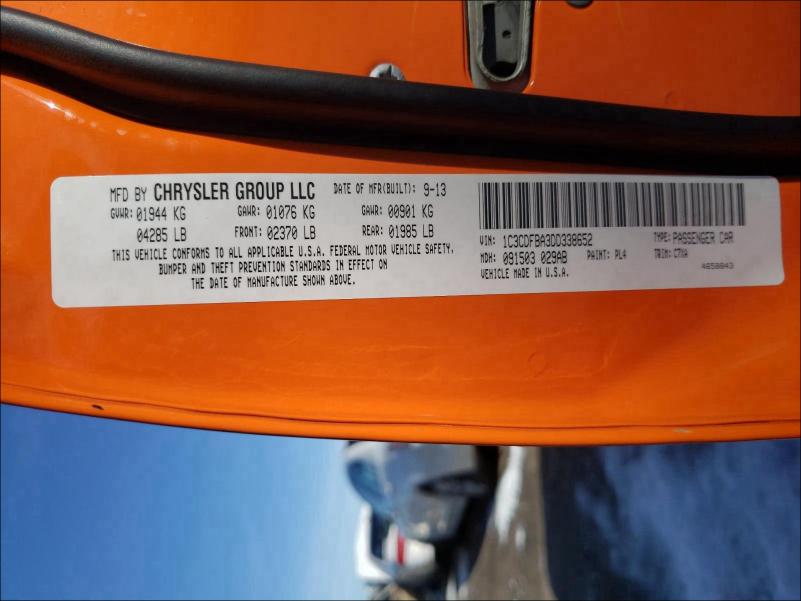 MFD BY CHRYSLER GROUP LLC DATE OF MFR(BUILT): 9-13
GVWR: 01944 KG GAWR: 01076 KG GAWR: 00901 KG
04285 LB FRONT: 02370 LB REAR: 01985 LB
THIS VEHICLE CONFORMS TO ALL APPLICABLE U.S.A. FEDERAL MOTOR VEHICLE SAFETY,
BUMPER AND THEFT PREVENTION STANDARDS IN EFFECT ON
THE DATE OF MANUFACTURE SHOWN ABOVE.
VIN: 1C3CDFBA3DD338652 TYPE: PASSENGER CAR
MDH: 091503 029AB PAINT: PL4 TRIM: C7XA
VEHICLE MADE IN U.S.A. 4658843